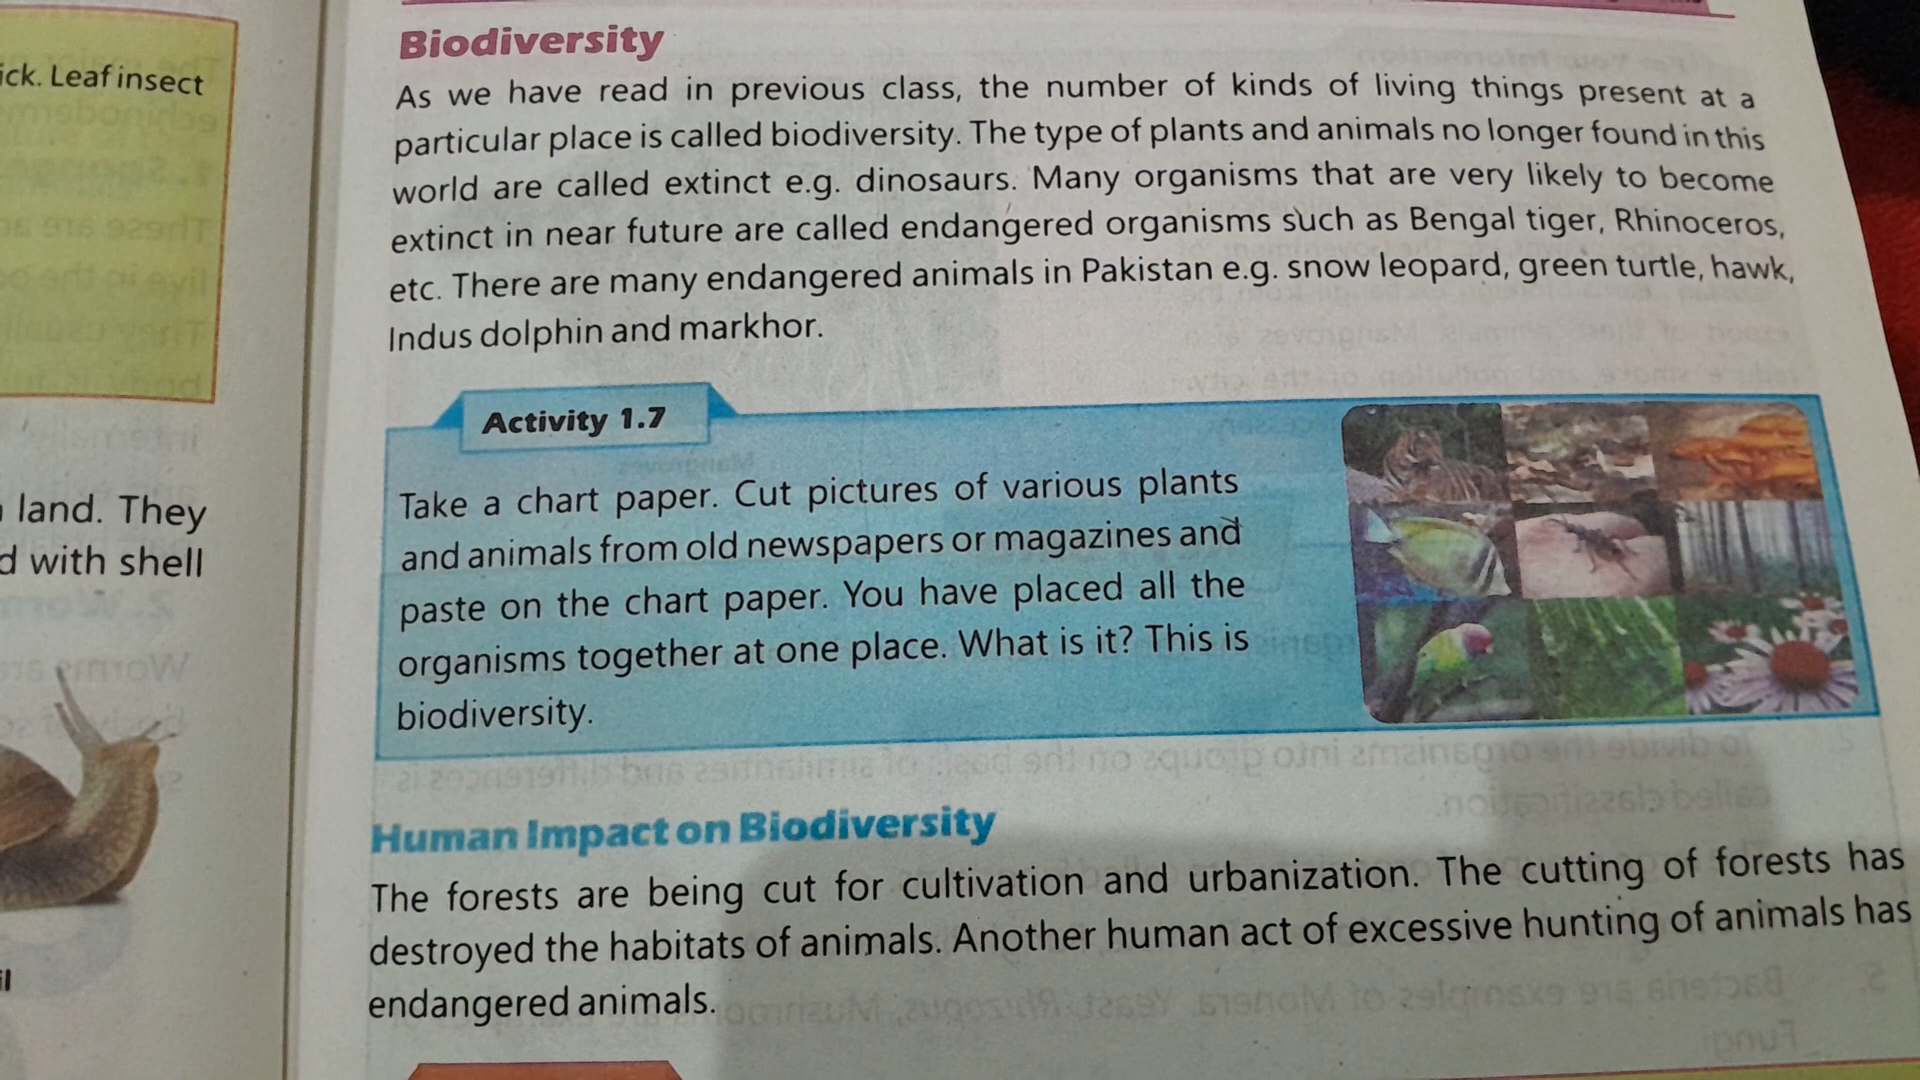 ick. Leaf insect
land. They
d with shell
il
Biodiversity
As we have read in previous class, the number of kinds of living things present at a
particular place is called biodiversity. The type of plants and animals no longer found in this
world are called extinct e.g. dinosaurs. Many organisms that are very likely to become
extinct in near future are called endangered organisms such as Bengal tiger, Rhinoceros,
etc. There are many endangered animals in Pakistan e.g. snow leopard, green turtle, hawk,
Indus dolphin and markhor.
Activity 1.7
Take a chart paper. Cut pictures of various plants
and animals from old newspapers or magazines and
paste on the chart paper. You have placed all the
organisms together at one place. What is it? This is
biodiversity.
Human Impact on Biodiversity
The forests are being cut for cultivation and urbanization. The cutting of forests has
destroyed the habitats of animals. Another human act of excessive hunting of animals has
endangered animals.